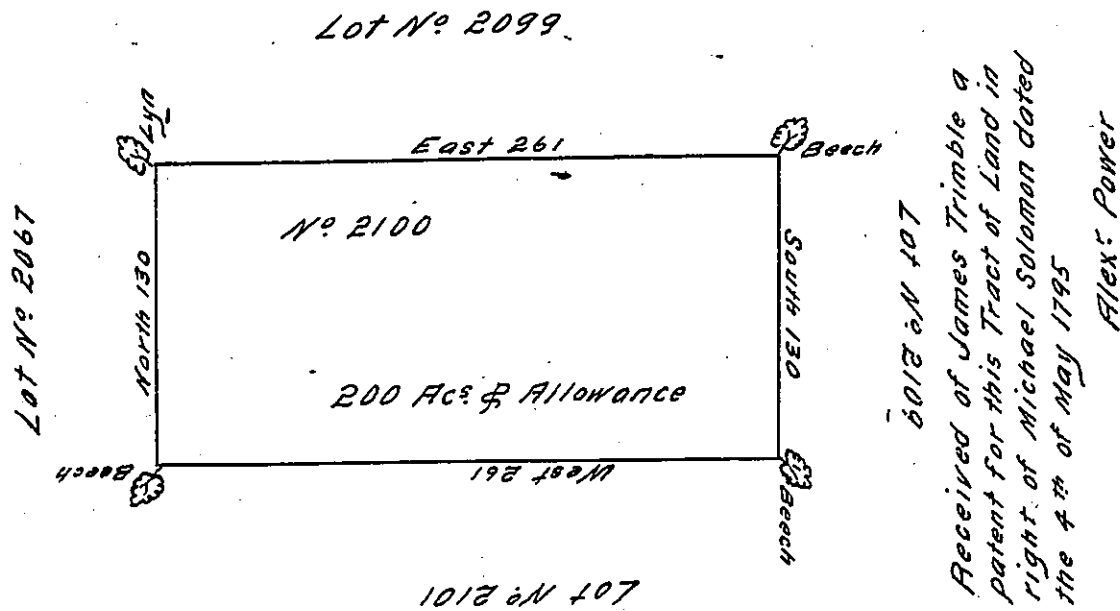 Lot Nº 2099
Lyn
East 261
Beech
Nº 2100
Lot Nº 2067
North 130
South 130
Lot Nº 2109
200 Acˢ & Allowance
Beech
West 261
Beech
Lot Nº 2101
Received of James Trimble a
patent for this Tract of Land in
right of Michael Solomon dated
the 4ᵗʰ of May 1795
Alexʳ Power